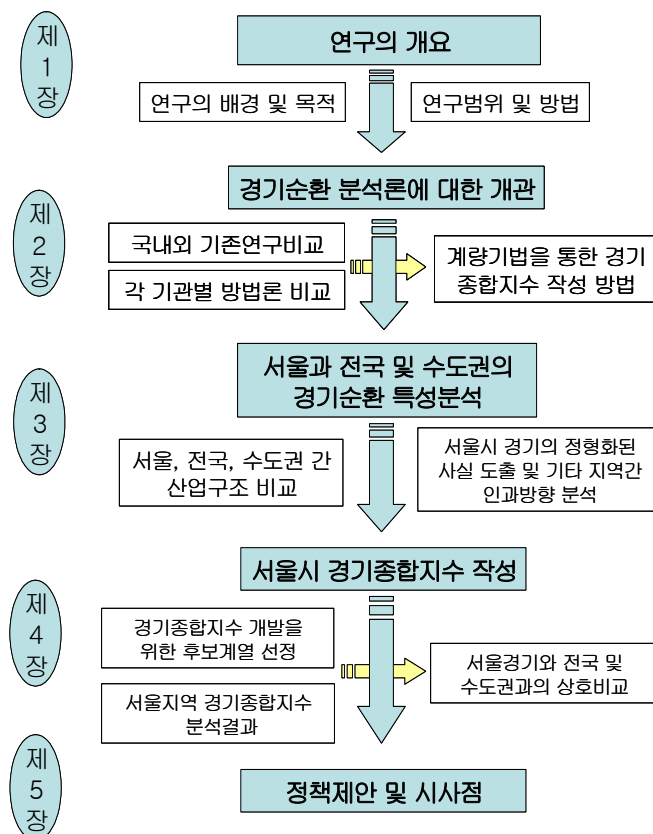 제
1
장
연구의 개요
연구의 배경 및 목적
연구범위 및 방법
제
2
장
경기순환 분석론에 대한 개관
국내외 기존연구비교
각 기관별 방법론 비교
계량기법을 통한 경기
종합지수 작성 방법
제
3
장
서울과 전국 및 수도권의
경기순환 특성분석
서울, 전국, 수도권 간
산업구조 비교
서울시 경기의 정형화된
사실 도출 및 기타 지역간
인과방향 분석
제
4
장
서울시 경기종합지수 작성
경기종합지수 개발을
위한 후보계열 선정
서울지역 경기종합지수
분석결과
서울경기와 전국 및
수도권과의 상호비교
제
5
장
정책제안 및 시사점